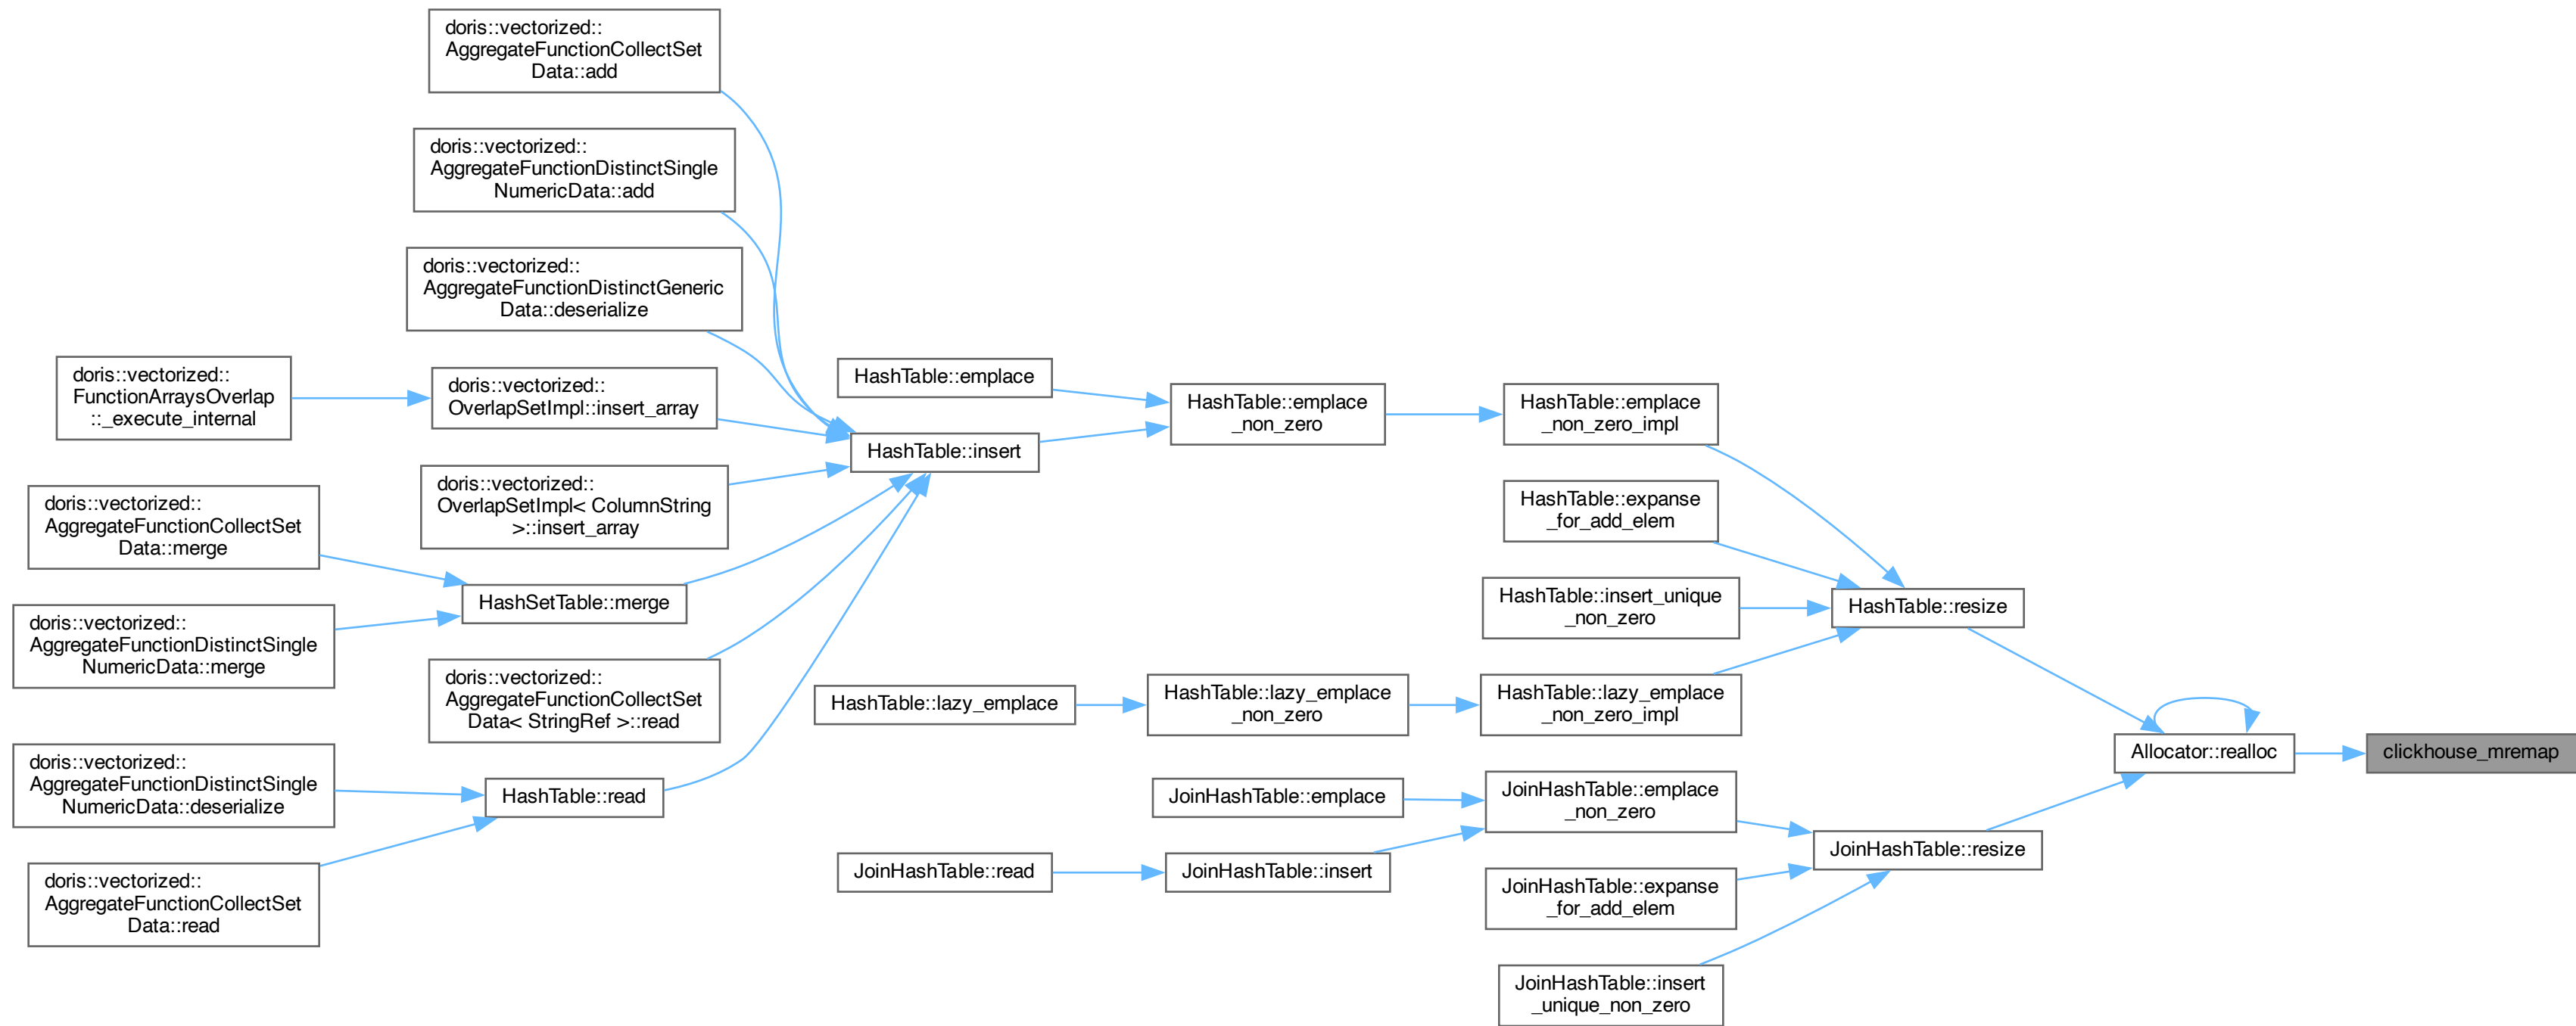 doris::vectorized::
AggregateFunctionCollectSet
Data::add
doris::vectorized::
AggregateFunctionDistinctSingle
NumericData::add
doris::vectorized::
AggregateFunctionDistinctGeneric
Data::deserialize
doris::vectorized::
FunctionArraysOverlap
::_execute_internal
doris::vectorized::
OverlapSetImpl::insert_array
doris::vectorized::
OverlapSetImpl< ColumnString
>::insert_array
doris::vectorized::
AggregateFunctionCollectSet
Data::merge
doris::vectorized::
AggregateFunctionDistinctSingle
NumericData::merge
HashSetTable::merge
doris::vectorized::
AggregateFunctionCollectSet
Data< StringRef >::read
doris::vectorized::
AggregateFunctionDistinctSingle
NumericData::deserialize
doris::vectorized::
AggregateFunctionCollectSet
Data::read
HashTable::read
HashTable::emplace
HashTable::insert
HashTable::lazy_emplace
JoinHashTable::read
HashTable::emplace
_non_zero
HashTable::lazy_emplace
_non_zero
JoinHashTable::emplace
JoinHashTable::insert
HashTable::emplace
_non_zero_impl
HashTable::expanse
_for_add_elem
HashTable::insert_unique
_non_zero
HashTable::lazy_emplace
_non_zero_impl
JoinHashTable::emplace
_non_zero
JoinHashTable::expanse
_for_add_elem
JoinHashTable::insert
_unique_non_zero
HashTable::resize
JoinHashTable::resize
Allocator::realloc
clickhouse_mremap